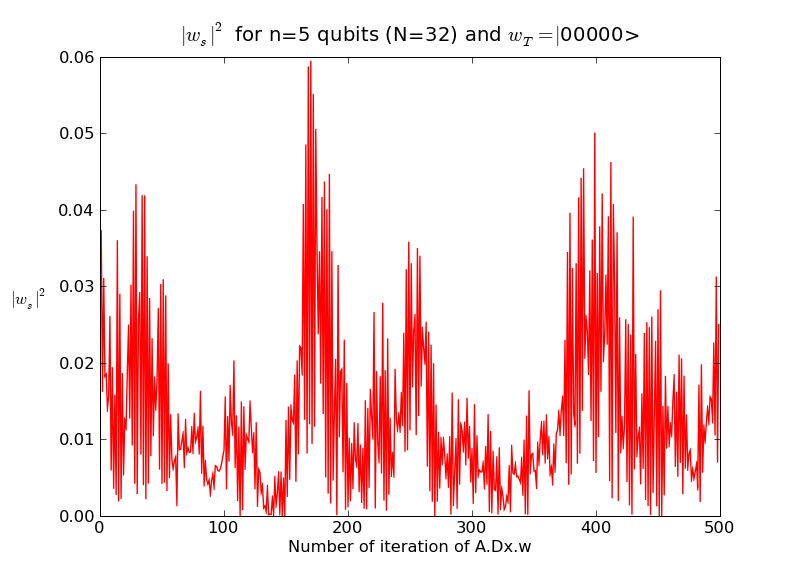 |w_s|² for n=5 qubits (N=32) and w_T=|00000>
0.06
0.05
0.04
0.03
|w_s|²
0.02
0.01
0.00
0 100 200 300 400 500
Number of iteration of A.Dx.w